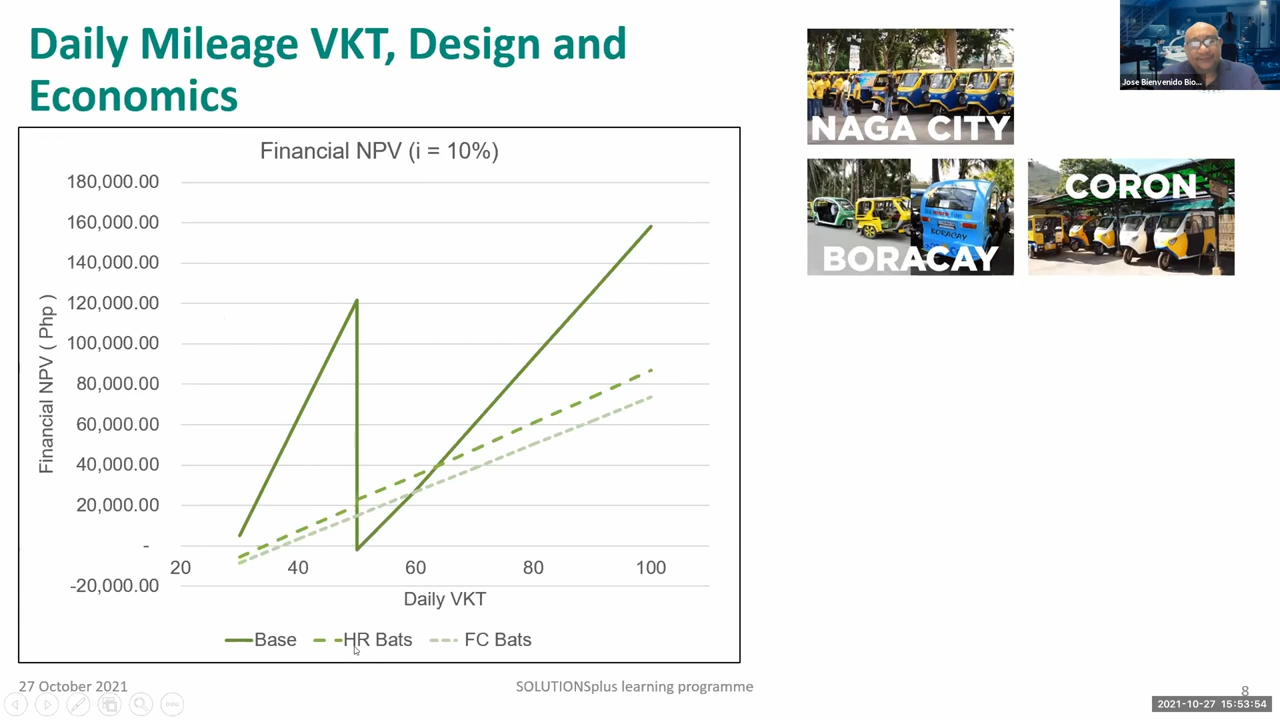 Daily Mileage VKT, Design and
Economics
Financial NPV (i = 10%)
180,000.00
160,000.00
140,000.00
120,000.00
100,000.00
80,000.00
60,000.00
40,000.00
20,000.00
-
-20,000.00
Financial NPV ( Php )
20 40 60 80 100
Daily VKT
Base HR Bats FC Bats
NAGA CITY
BORACAY
CORON
BORACAY
Jose Bienvenido Bio...
27 October 2021
SOLUTIONSplus learning programme
8
2021-10-27 15:53:54